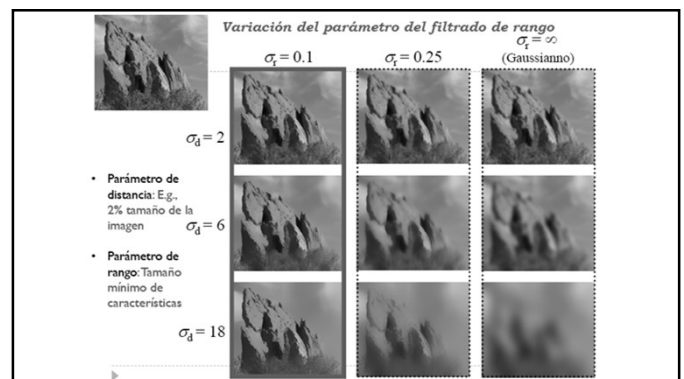 Variación del parámetro del filtrado de rango
σr = 0.1
σr = 0.25
σr = ∞
(Gaussianno)
σd = 2
• Parámetro de
distancia: E.g.,
2% tamaño de la
imagen
σd = 6
• Parámetro de
rango: Tamaño
mínimo de
características
σd = 18